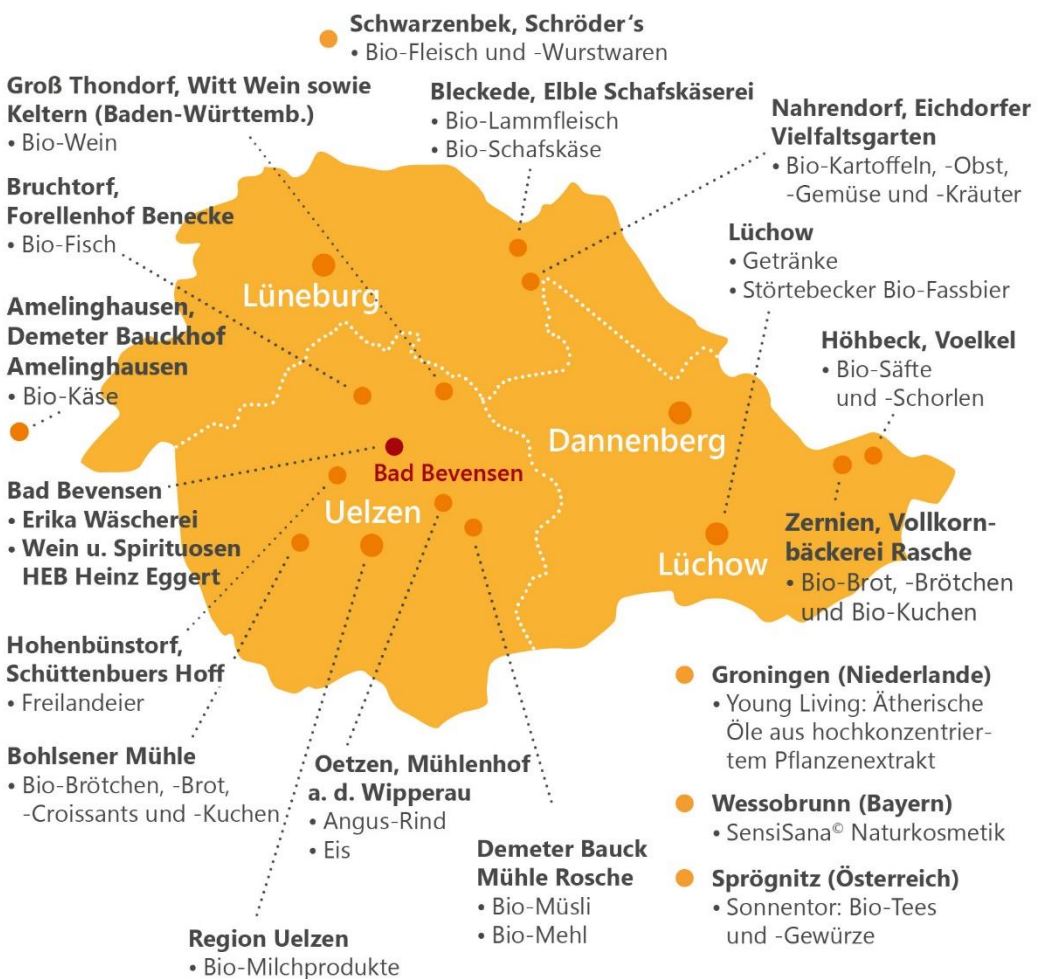 Schwarzenbek, Schröder‘s
• Bio-Fleisch und -Wurstwaren
Groß Thondorf, Witt Wein sowie
Keltern (Baden-Württemb.)
• Bio-Wein
Bleckede, Elble Schafskäserei
• Bio-Lammfleisch
• Bio-Schafskäse
Nahrendorf, Eichdorfer
Vielfaltsgarten
• Bio-Kartoffeln, -Obst,
-Gemüse und -Kräuter
Bruchtorf,
Forellenhof Benecke
• Bio-Fisch
Lüchow
• Getränke
• Störtebecker Bio-Fassbier
Lüneburg
Amelinghausen,
Demeter Bauckhof
Amelinghausen
• Bio-Käse
Höhbeck, Voelkel
• Bio-Säfte
und -Schorlen
Dannenberg
Bad Bevensen
Bad Bevensen
• Erika Wäscherei
• Wein u. Spirituosen
HEB Heinz Eggert
Uelzen
Lüchow
Zernien, Vollkorn-
bäckerei Rasche
• Bio-Brot, -Brötchen
und Bio-Kuchen
Hohenbünstorf,
Schüttenbuers Hoff
• Freilandeier
Bohlsener Mühle
• Bio-Brötchen, -Brot,
-Croissants und -Kuchen
Oetzen, Mühlenhof
a. d. Wipperau
• Angus-Rind
• Eis
Demeter Bauck
Mühle Rosche
• Bio-Müsli
• Bio-Mehl
Region Uelzen
• Bio-Milchprodukte
Groningen (Niederlande)
• Young Living: Ätherische
Öle aus hochkonzentrier-
tem Pflanzenextrakt
Wessobrunn (Bayern)
• SensiSana© Naturkosmetik
Sprögnitz (Österreich)
• Sonnentor: Bio-Tees
und -Gewürze